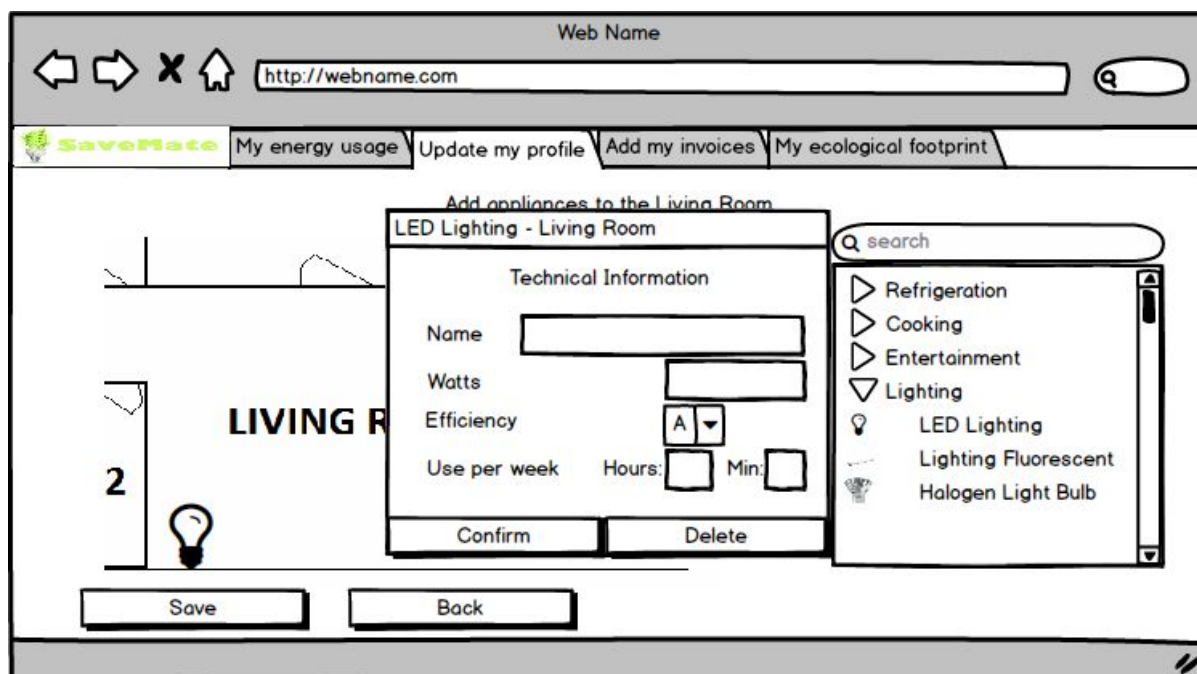 Web Name
http://webname.com
SaveMate
My energy usage
Update my profile
Add my invoices
My ecological footprint
Add appliances to the Living Room
LED Lighting - Living Room
search
Technical Information
Refrigeration
Name
Cooking
Entertainment
Watts
Lighting
LIVING R
Efficiency
A
LED Lighting
2
Use per week Hours: Min:
Lighting Fluorescent
Halogen Light Bulb
Confirm
Delete
Save
Back